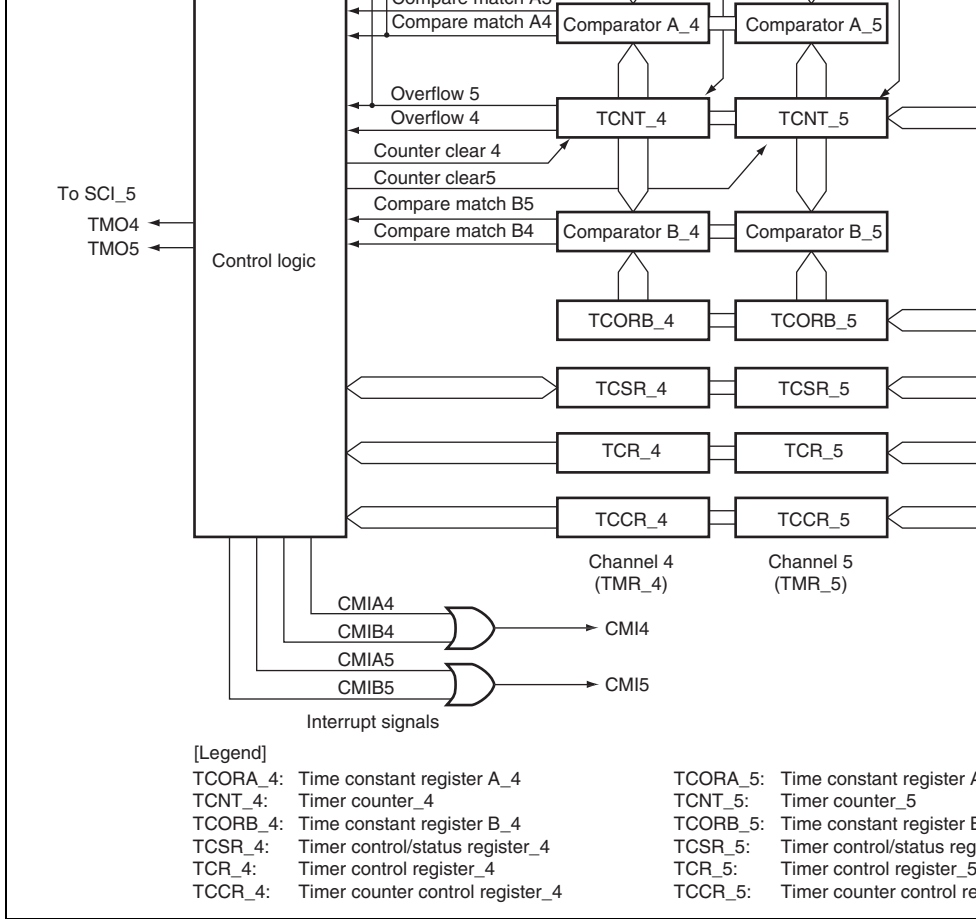 Compare match A5
Compare match A4
Comparator A_4
Comparator A_5
Overflow 5
Overflow 4
TCNT_4
TCNT_5
Counter clear 4
Counter clear5
To SCI_5
TMO4
TMO5
Compare match B5
Compare match B4
Comparator B_4
Comparator B_5
Control logic
TCORB_4
TCORB_5
TCSR_4
TCSR_5
TCR_4
TCR_5
TCCR_4
TCCR_5
Channel 4
(TMR_4)
Channel 5
(TMR_5)
CMIA4
CMIB4
CMI4
CMIA5
CMIB5
CMI5
Interrupt signals
[Legend]
TCORA_4: Time constant register A_4
TCNT_4: Timer counter_4
TCORB_4: Time constant register B_4
TCSR_4: Timer control/status register_4
TCR_4: Timer control register_4
TCCR_4: Timer counter control register_4
TCORA_5: Time constant register
TCNT_5: Timer counter_5
TCORB_5: Time constant register
TCSR_5: Timer control/status
TCR_5: Timer control register_5
TCCR_5: Timer counter control